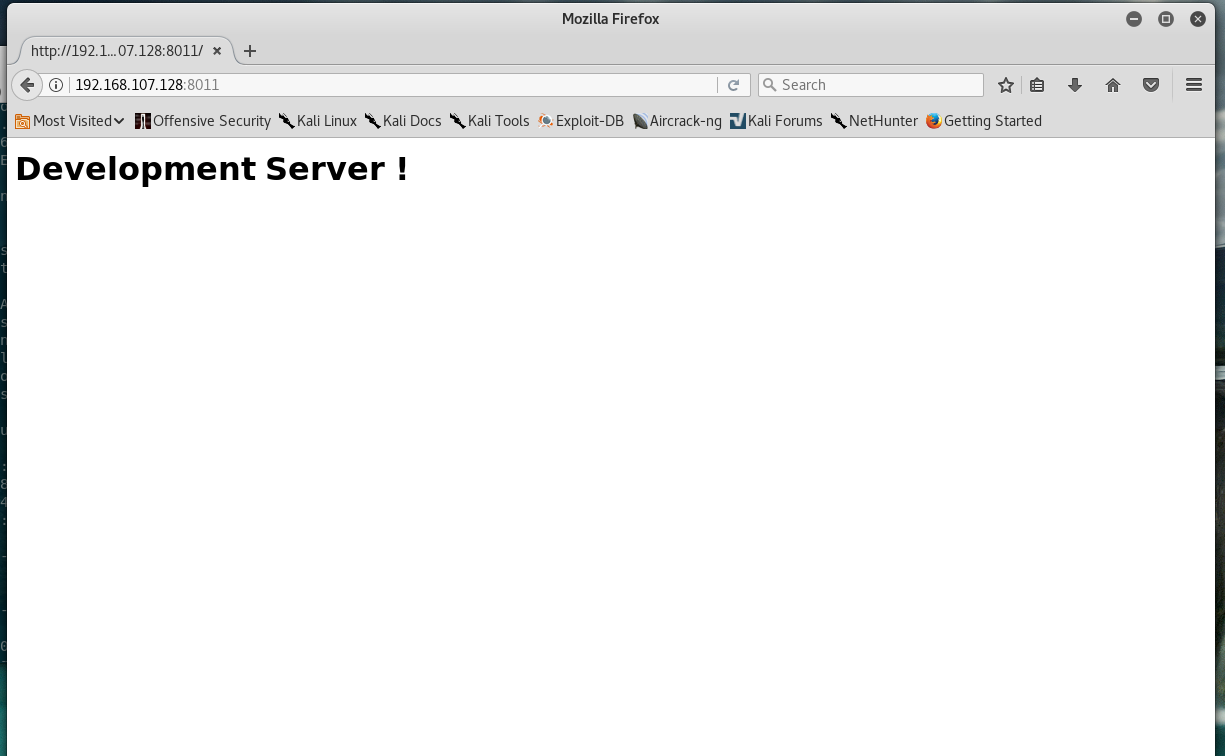 Mozilla Firefox
http://192.1...07.128:8011/
192.168.107.128:8011
Search
Most Visited Offensive Security Kali Linux Kali Docs Kali Tools Exploit-DB Aircrack-ng Kali Forums NetHunter Getting Started
Development Server !